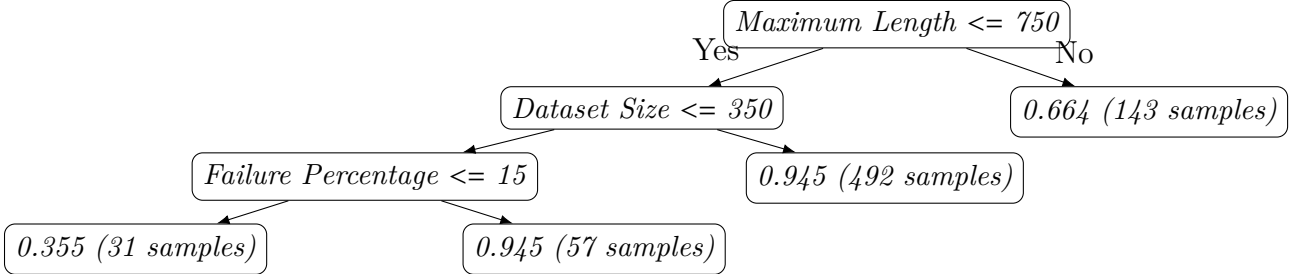 Maximum Length <= 750
Yes
No
Dataset Size <= 350
0.664 (143 samples)
Failure Percentage <= 15
0.945 (492 samples)
0.355 (31 samples)
0.945 (57 samples)